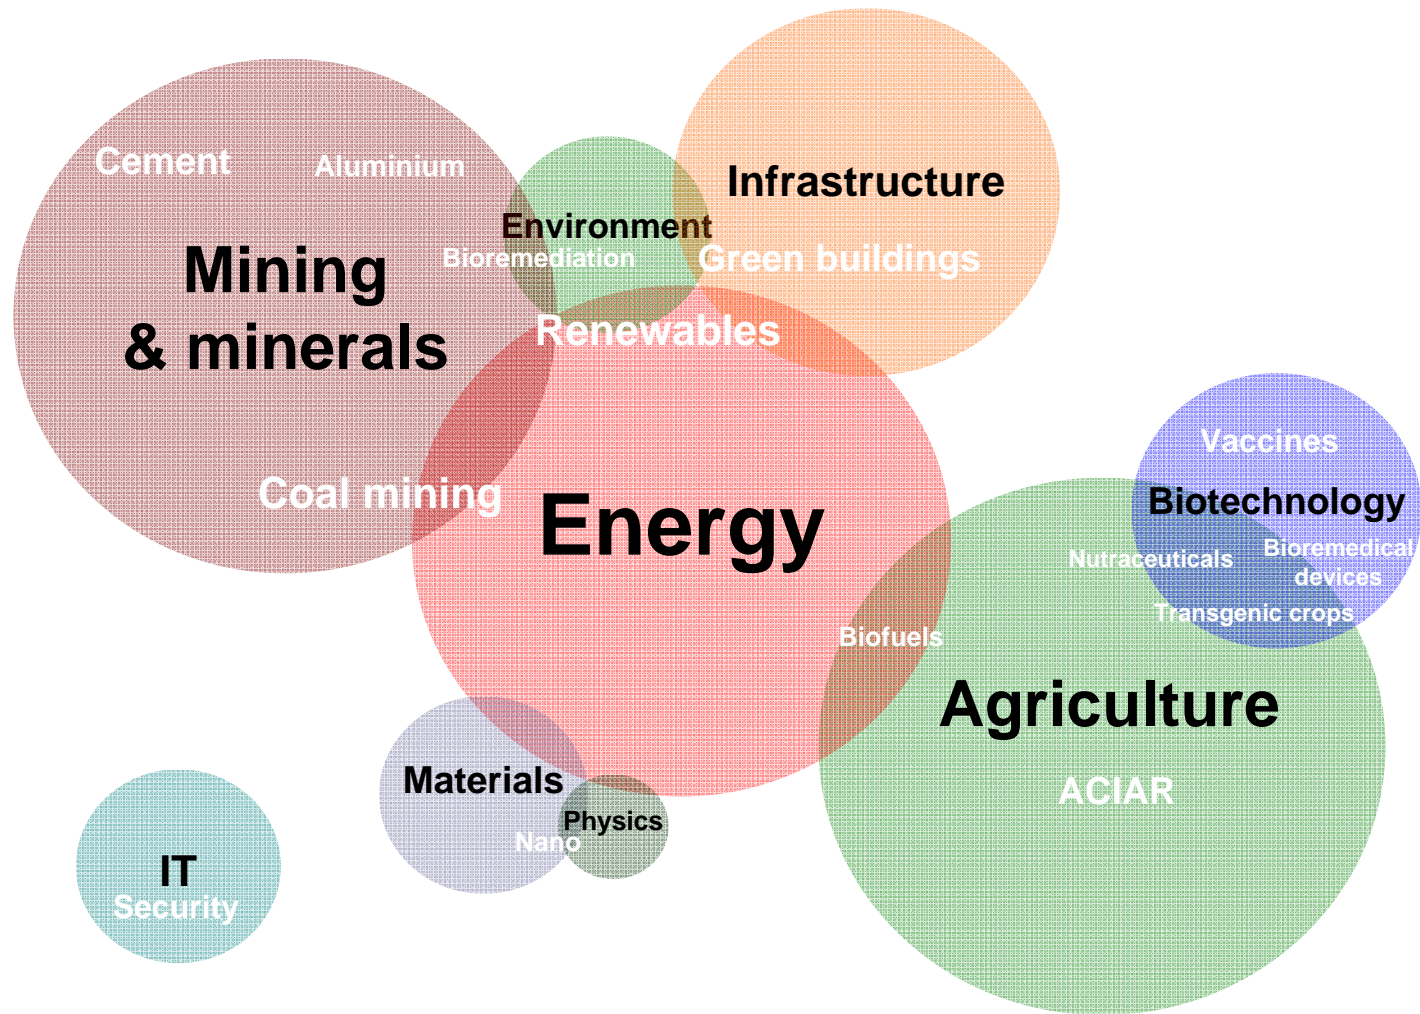 Cement
Aluminium
Mining
& minerals
Coal mining
Environment
Bioremediation
Infrastructure
Green buildings
Renewables
Energy
Biofuels
Vaccines
Biotechnology
Nutraceuticals
Bioremedical
devices
Transgenic crops
Agriculture
ACIAR
Materials
Physics
Nano
IT
Security